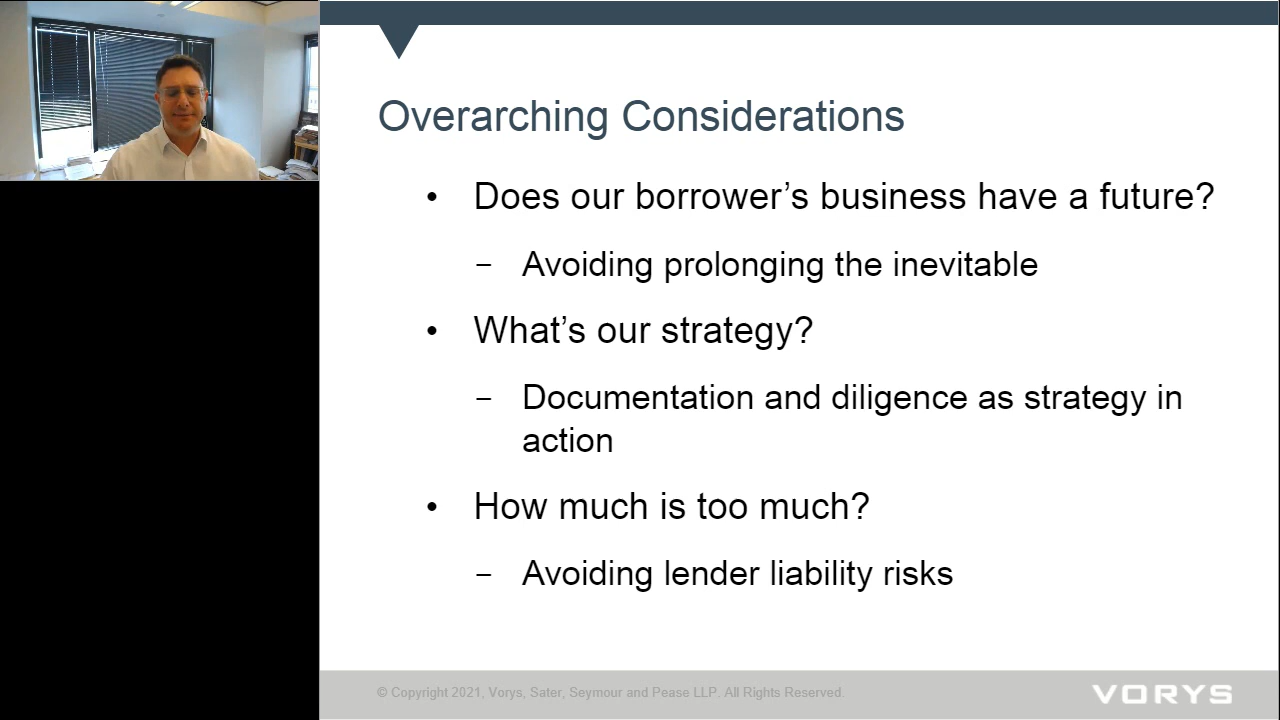 Overarching Considerations
• Does our borrower’s business have a future?
– Avoiding prolonging the inevitable
• What’s our strategy?
– Documentation and diligence as strategy in
action
• How much is too much?
– Avoiding lender liability risks
© Copyright 2021, Vorys, Sater, Seymour and Pease LLP. All Rights Reserved.
VORYS